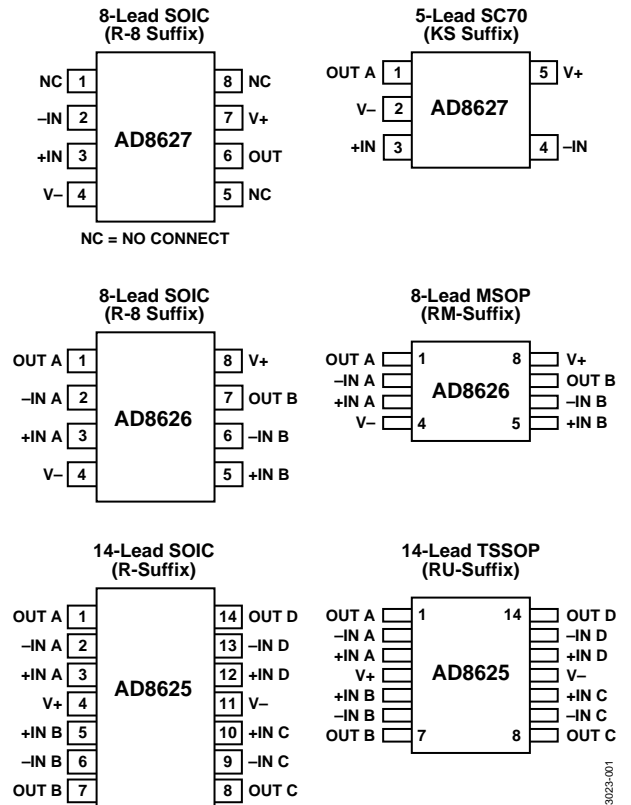 8-Lead SOIC
(R-8 Suffix)
NC 1 8 NC
–IN 2 7 V+
+IN 3 6 OUT
V– 4 5 NC
AD8627
NC = NO CONNECT
5-Lead SC70
(KS Suffix)
OUT A 1 5 V+
V– 2
+IN 3 4 –IN
AD8627
8-Lead SOIC
(R-8 Suffix)
OUT A 1 8 V+
–IN A 2 7 OUT B
+IN A 3 6 –IN B
V– 4 5 +IN B
AD8626
8-Lead MSOP
(RM-Suffix)
OUT A 1 8 V+
–IN A OUT B
+IN A –IN B
V– 4 5 +IN B
AD8626
14-Lead SOIC
(R-Suffix)
OUT A 1 14 OUT D
–IN A 2 13 –IN D
+IN A 3 12 +IN D
V+ 4 11 V–
+IN B 5 10 +IN C
–IN B 6 9 –IN C
OUT B 7 8 OUT C
AD8625
14-Lead TSSOP
(RU-Suffix)
OUT A 1 14 OUT D
–IN A –IN D
+IN A +IN D
V+ V–
+IN B +IN C
–IN B –IN C
OUT B 7 8 OUT C
AD8625
3023-001